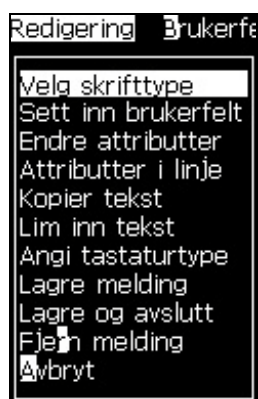 Redigering Brukerfe
Velg skrifttype
Sett inn brukerfelt
Endre attributter
Attributter i linje
Kopier tekst
Lim inn tekst
Angi tastaturtype
Lagre melding
Lagre og avslutt
Fjern melding
Avbryt